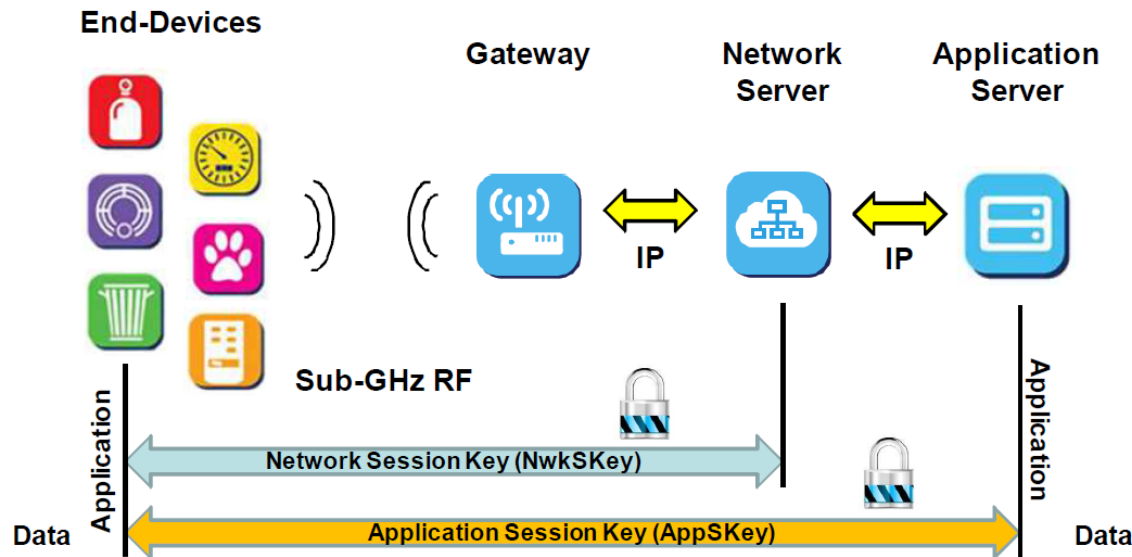 End-Devices
Gateway
Network
Server
Application
Server
IP
IP
Sub-GHz RF
Application
Application
Network Session Key (NwkSKey)
Application Session Key (AppSKey)
Data
Data